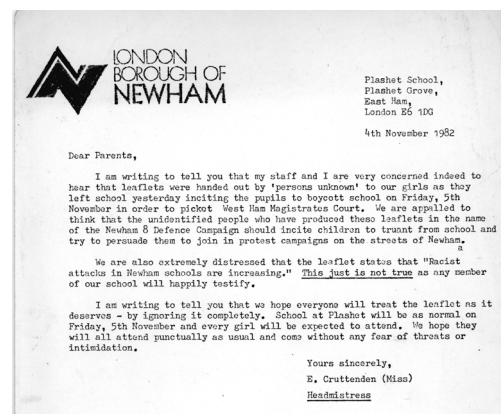 LONDON
BOROUGH OF
NEWHAM
Plashet School,
Plashet Grove,
East Ham,
London E6 1DG
4th November 1982
Dear Parents,
I am writing to tell you that my staff and I are very concerned indeed to
hear that leaflets were handed out by 'persons unknown' to our girls as they
left school yesterday inciting the pupils to boycott school on Friday, 5th
November in order to picket West Ham Magistrates Court. We are appalled to
think that the unidentified people who have produced these leaflets in the name
of the Newham 8 Defence Campaign should incite children to truant from school and
try to persuade them to join in protest campaigns on the streets of Newham.
a
We are also extremely distressed that the leaflet states that "Racist
attacks in Newham schools are increasing." This just is not true as any member
of our school will happily testify.
I am writing to tell you that we hope everyone will treat the leaflet as it
deserves - by ignoring it completely. School at Plashet will be as normal on
Friday, 5th November and every girl will be expected to attend. We hope they
will all attend punctually as usual and come without any fear of threats or
intimidation.
Yours sincerely,
E. Cruttenden (Miss)
Headmistress